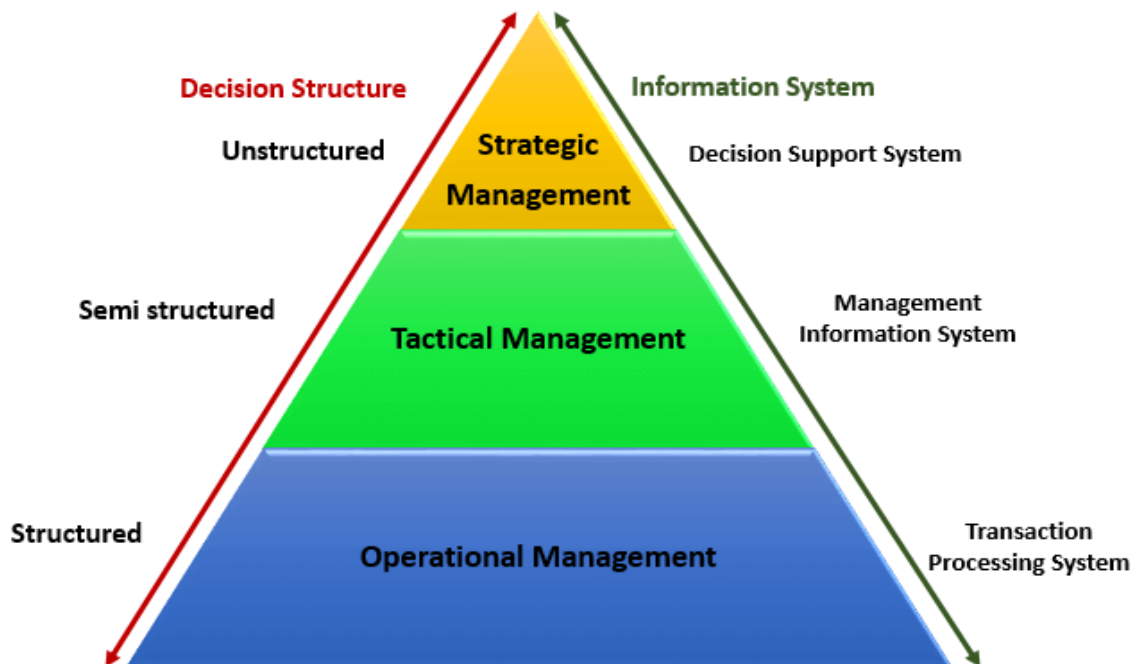 Decision Structure
Information System
Unstructured
Strategic
Management
Decision Support System
Semi structured
Tactical Management
Management
Information System
Structured
Operational Management
Transaction
Processing System